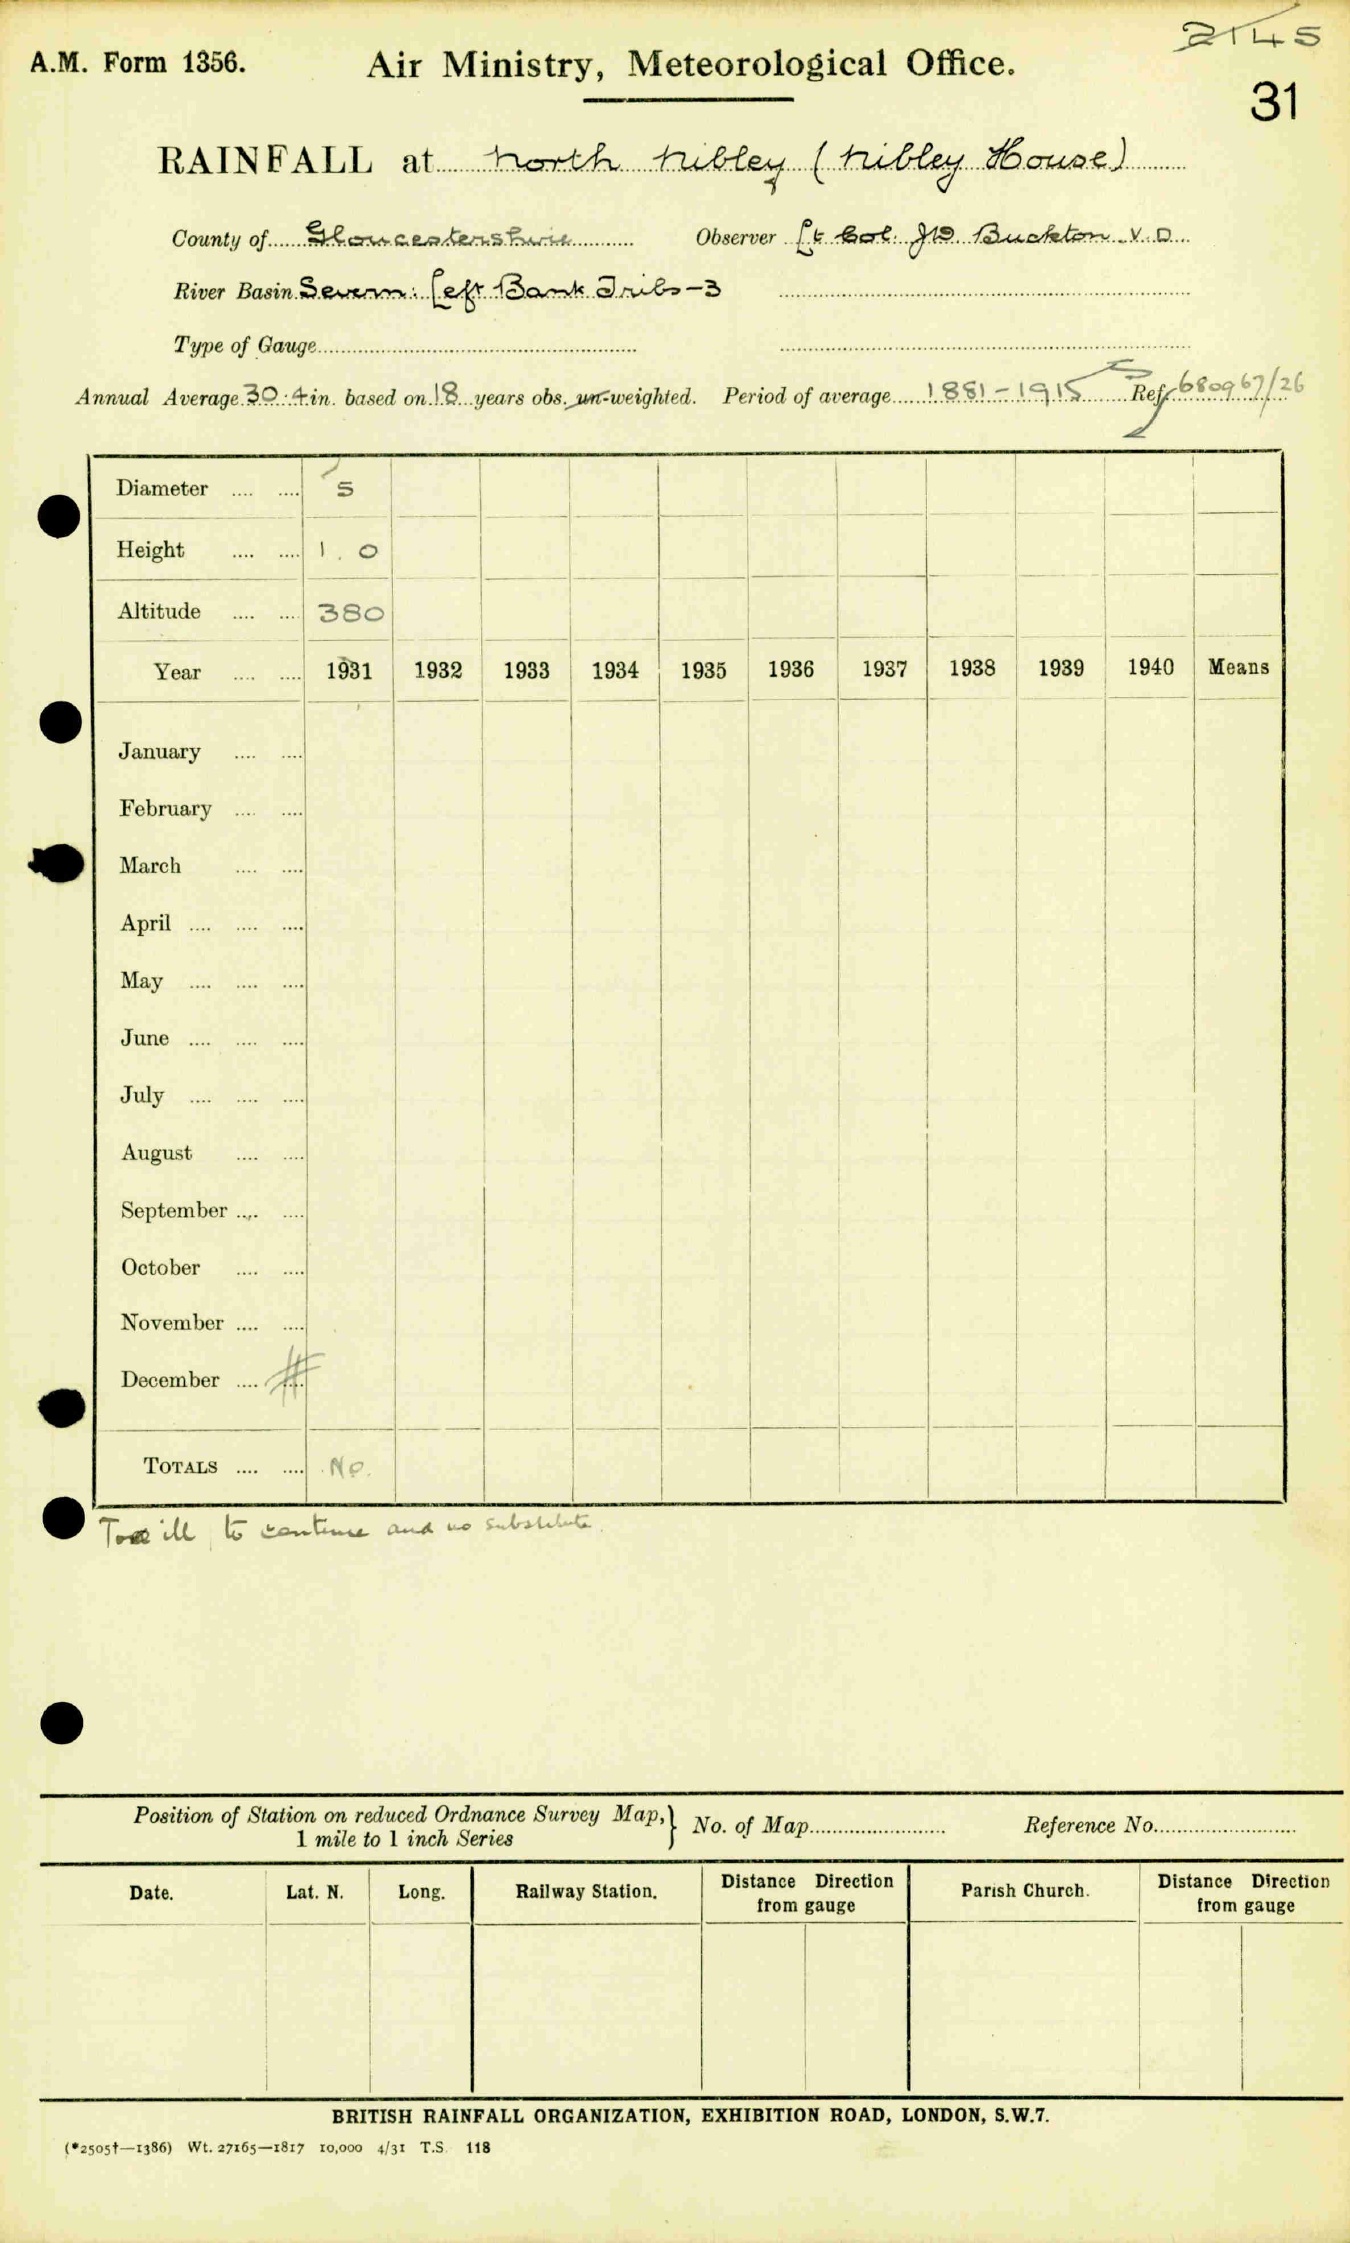 2145
A.M. Form 1356. Air Ministry, Meteorological Office.
31
RAINFALL at North Nibley (Nibley House)
County of Gloucestershire Observer Lt Col. J W Buckton V.D
River Basin Severn: Left Bank Tribs-3
Type of Gauge
Annual Average 30.4 in. based on 18 years obs. un-weighted. Period of average 1881-1915 Ref. 680967/26
Diameter .... .... 5
Height .... .... 1. 0
Altitude .... .... 380
Year .... .... 1931 1932 1933 1934 1935 1936 1937 1938 1939 1940 Means
January .... ....
February .... ....
March .... ....
April .... .... ....
May .... .... ....
June .... .... ....
July .... .... ....
August .... ....
September .... ....
October .... ....
November .... ....
December .... ....
TOTALS .... .... No.
Too ill to continue and no substitute.
Position of Station on reduced Ordnance Survey Map, } No. of Map Reference No.
1 mile to 1 inch Series
Date. Lat. N. Long. Railway Station. Distance Direction from gauge Parish Church. Distance Direction from gauge
BRITISH RAINFALL ORGANIZATION, EXHIBITION ROAD, LONDON, S.W.7.
(*2505†—1386) Wt. 27165—1817 10,000 4/31 T.S. 118